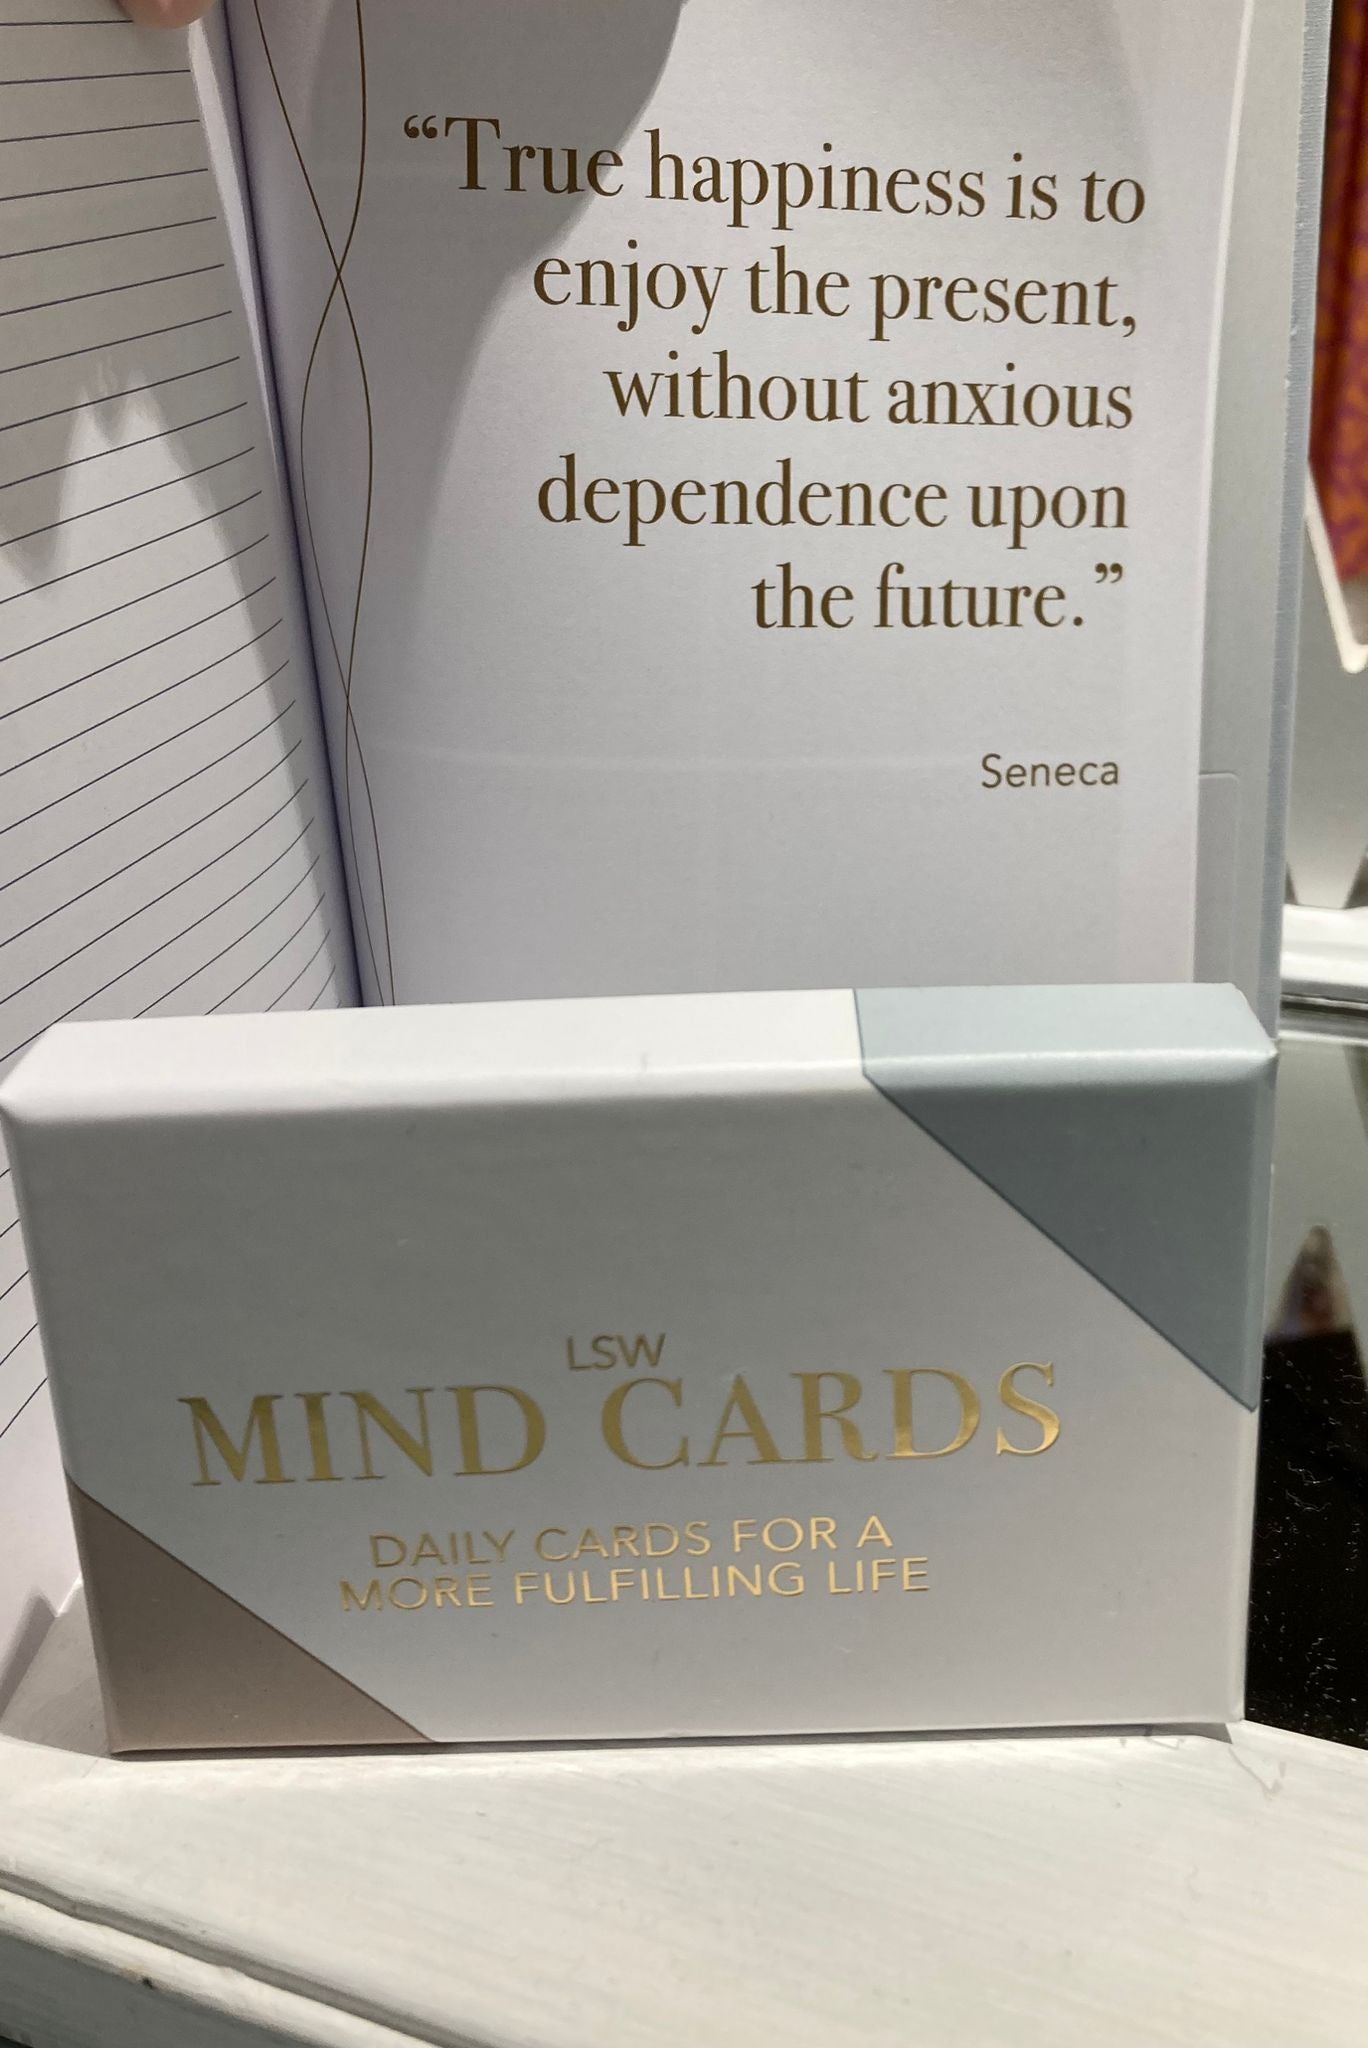 “True happiness is to
enjoy the present,
without anxious
dependence upon
the future.”
Seneca
LSW
MIND CARDS
DAILY CARDS FOR A
MORE FULFILLING LIFE